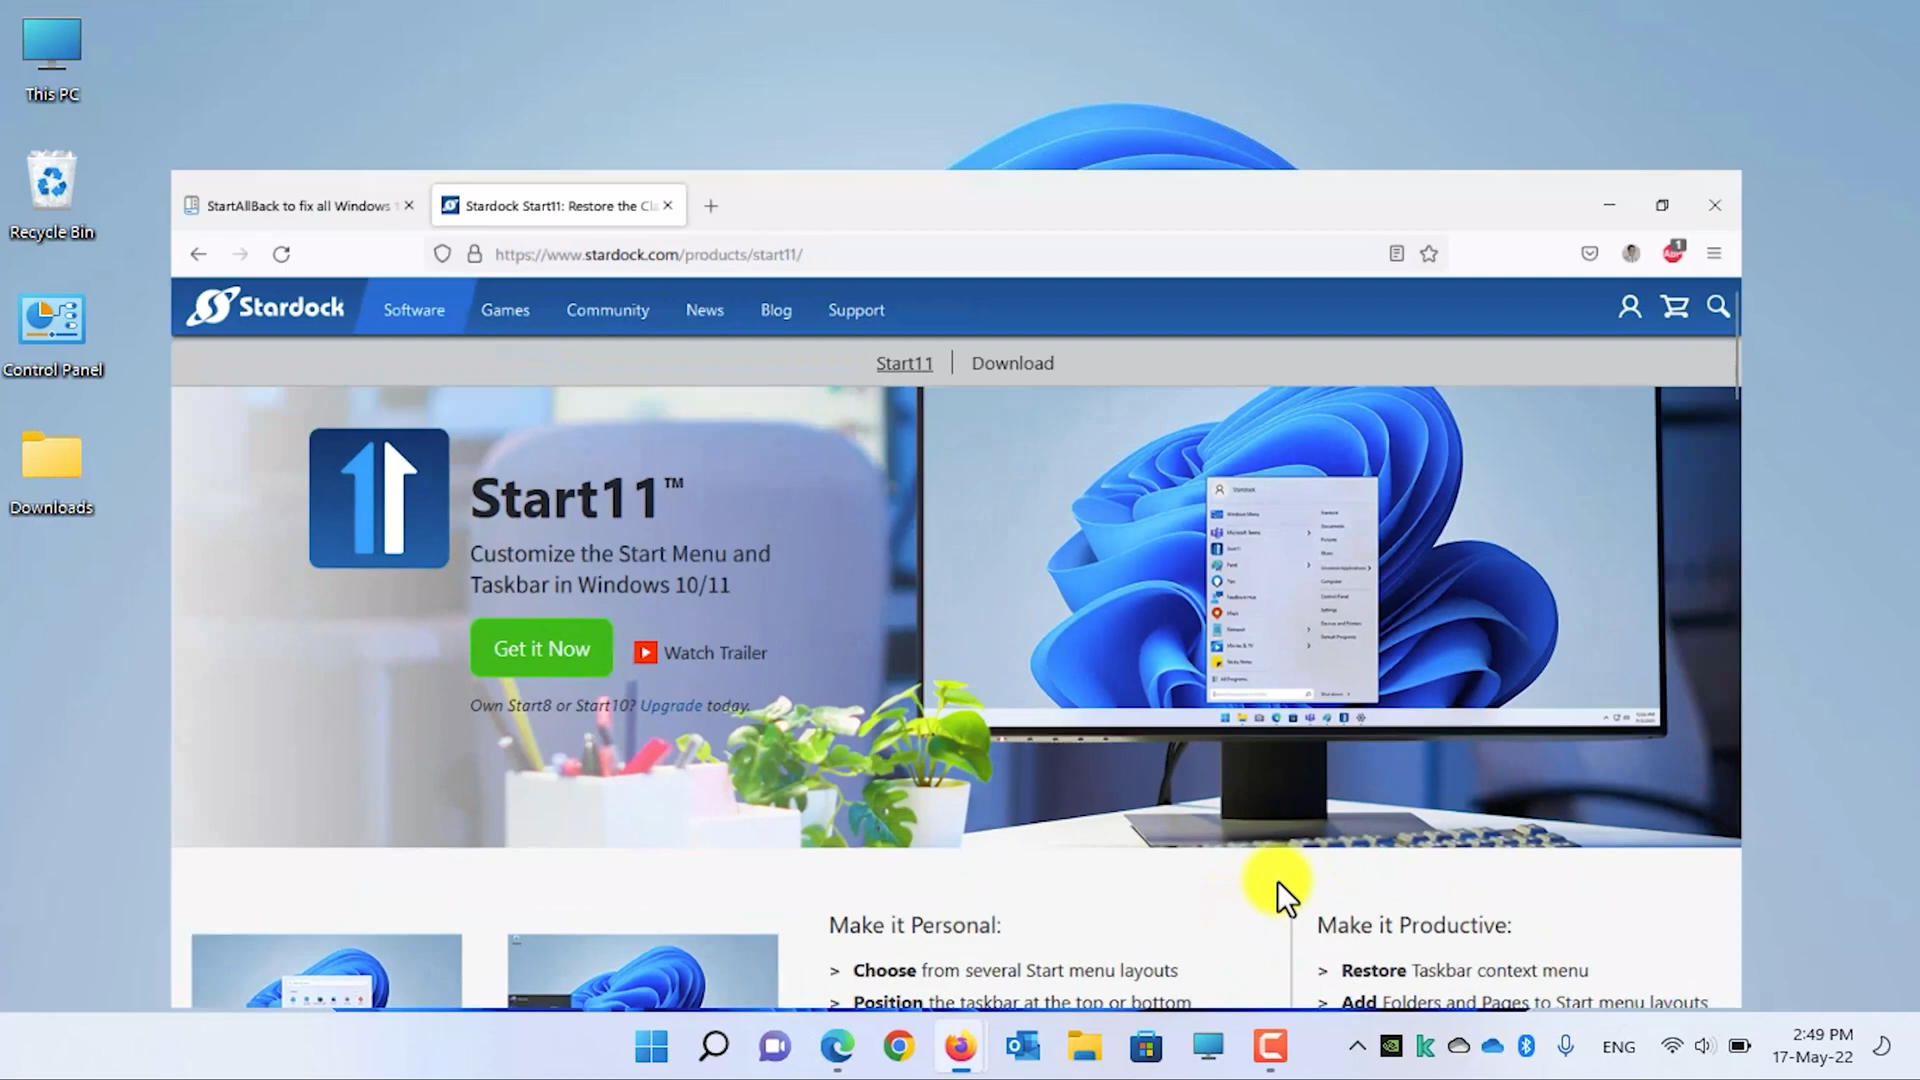 This PC
Recycle Bin
Control Panel
Downloads
StartAllBack to fix all Windows 1
Stardock Start11: Restore the Cla
https://www.stardock.com/products/start11/
1
Stardock
Software
Games
Community
News
Blog
Support
Start11
Download
Start11™
Customize the Start Menu and
Taskbar in Windows 10/11
Get it Now
Watch Trailer
Own Start8 or Start10? Upgrade today.
Make it Personal:
> Choose from several Start menu layouts
> Position the taskbar at the top or bottom
Make it Productive:
> Restore Taskbar context menu
> Add Folders and Pages to Start menu layouts
ENG
2:49 PM
17-May-22